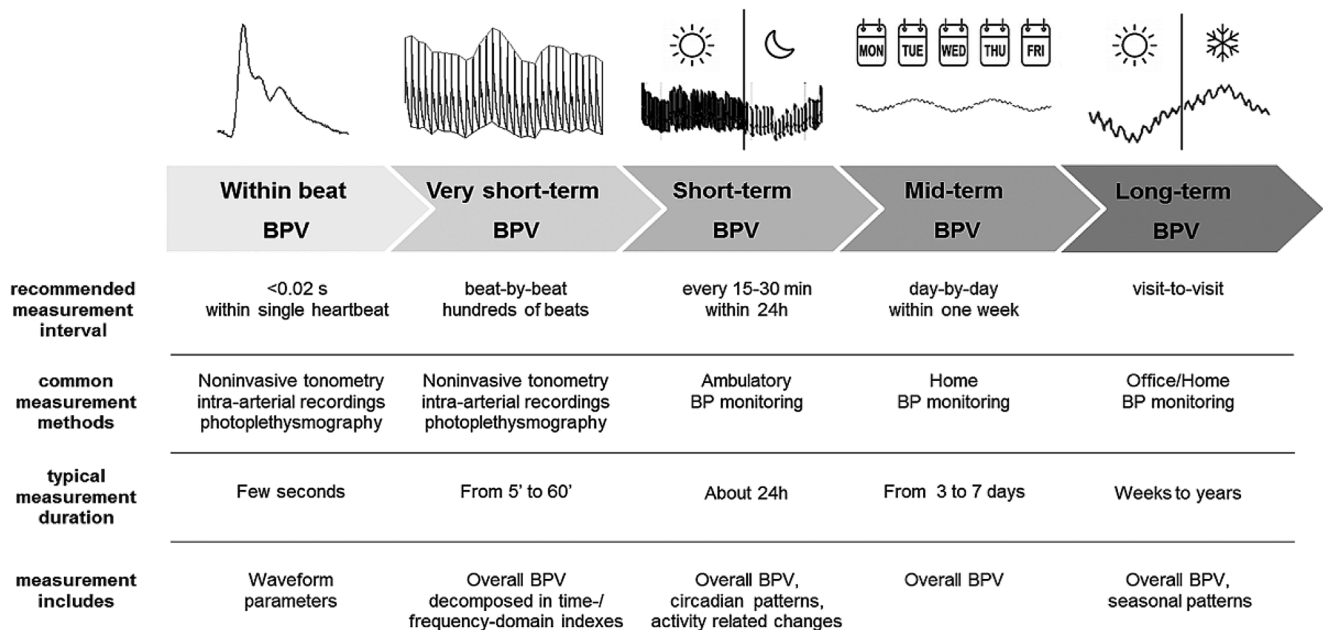 MON TUE WED THU FRI
Within beat
BPV
Very short-term
BPV
Short-term
BPV
Mid-term
BPV
Long-term
BPV
recommended
measurement
interval
<0.02 s
within single heartbeat
beat-by-beat
hundreds of beats
every 15-30 min
within 24h
day-by-day
within one week
visit-to-visit
common
measurement
methods
Noninvasive tonometry
intra-arterial recordings
photoplethysmography
Noninvasive tonometry
intra-arterial recordings
photoplethysmography
Ambulatory
BP monitoring
Home
BP monitoring
Office/Home
BP monitoring
typical
measurement
duration
Few seconds
From 5’ to 60’
About 24h
From 3 to 7 days
Weeks to years
measurement
includes
Waveform
parameters
Overall BPV
decomposed in time-/
frequency-domain indexes
Overall BPV,
circadian patterns,
activity related changes
Overall BPV
Overall BPV,
seasonal patterns